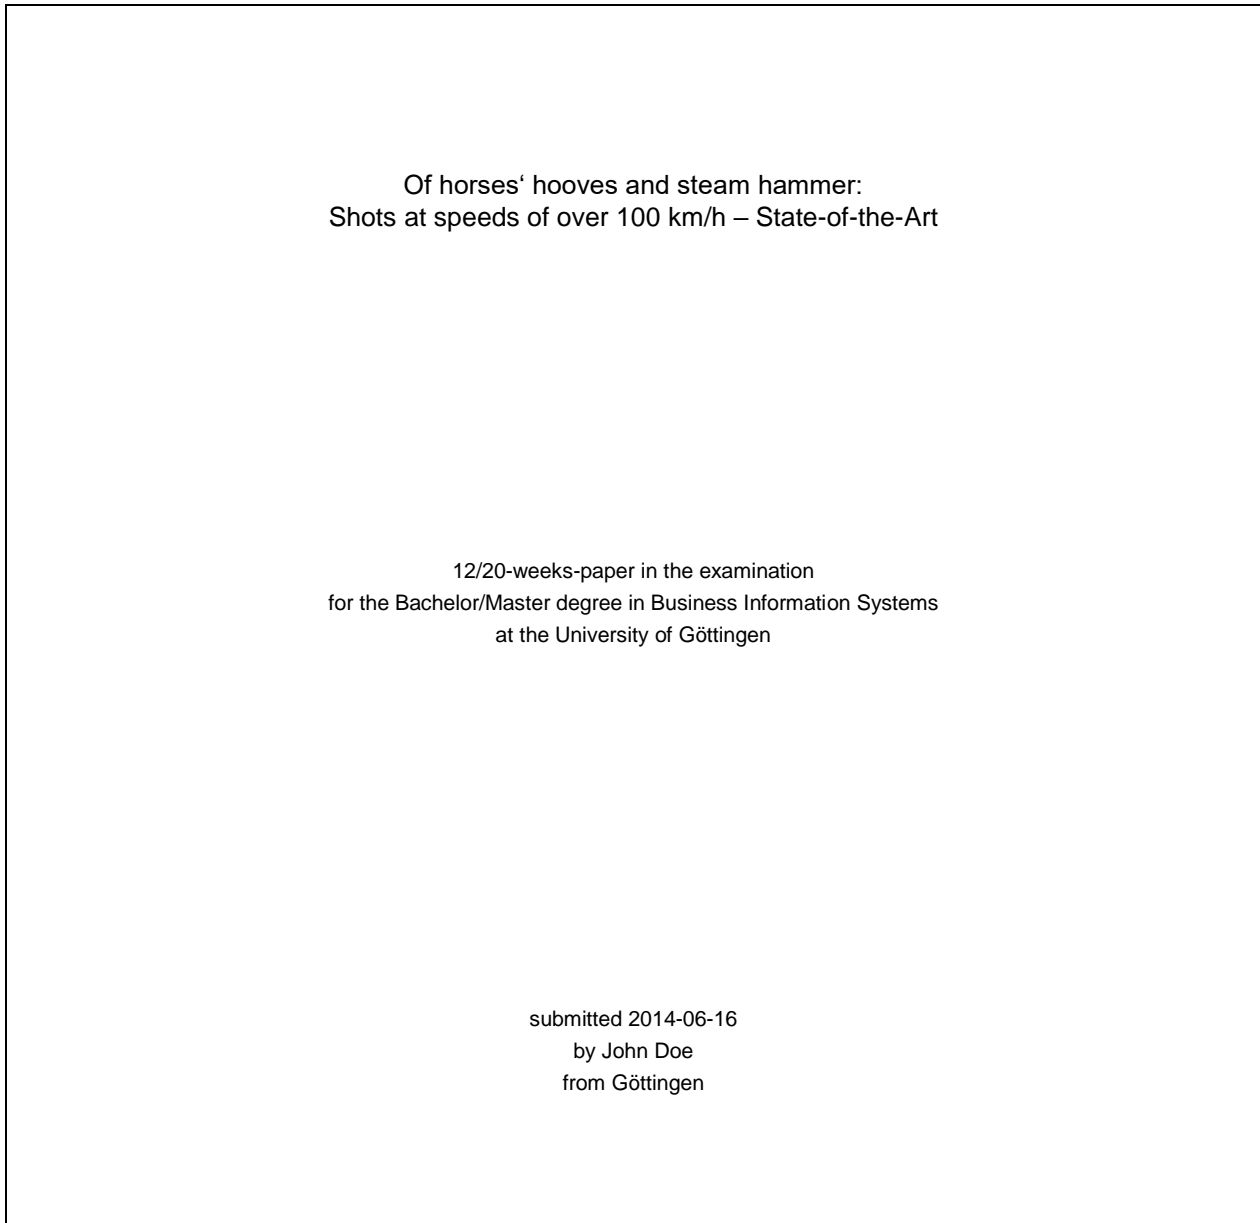 Of horses‘ hooves and steam hammer:
Shots at speeds of over 100 km/h – State-of-the-Art
12/20-weeks-paper in the examination
for the Bachelor/Master degree in Business Information Systems
at the University of Göttingen
submitted 2014-06-16
by John Doe
from Göttingen